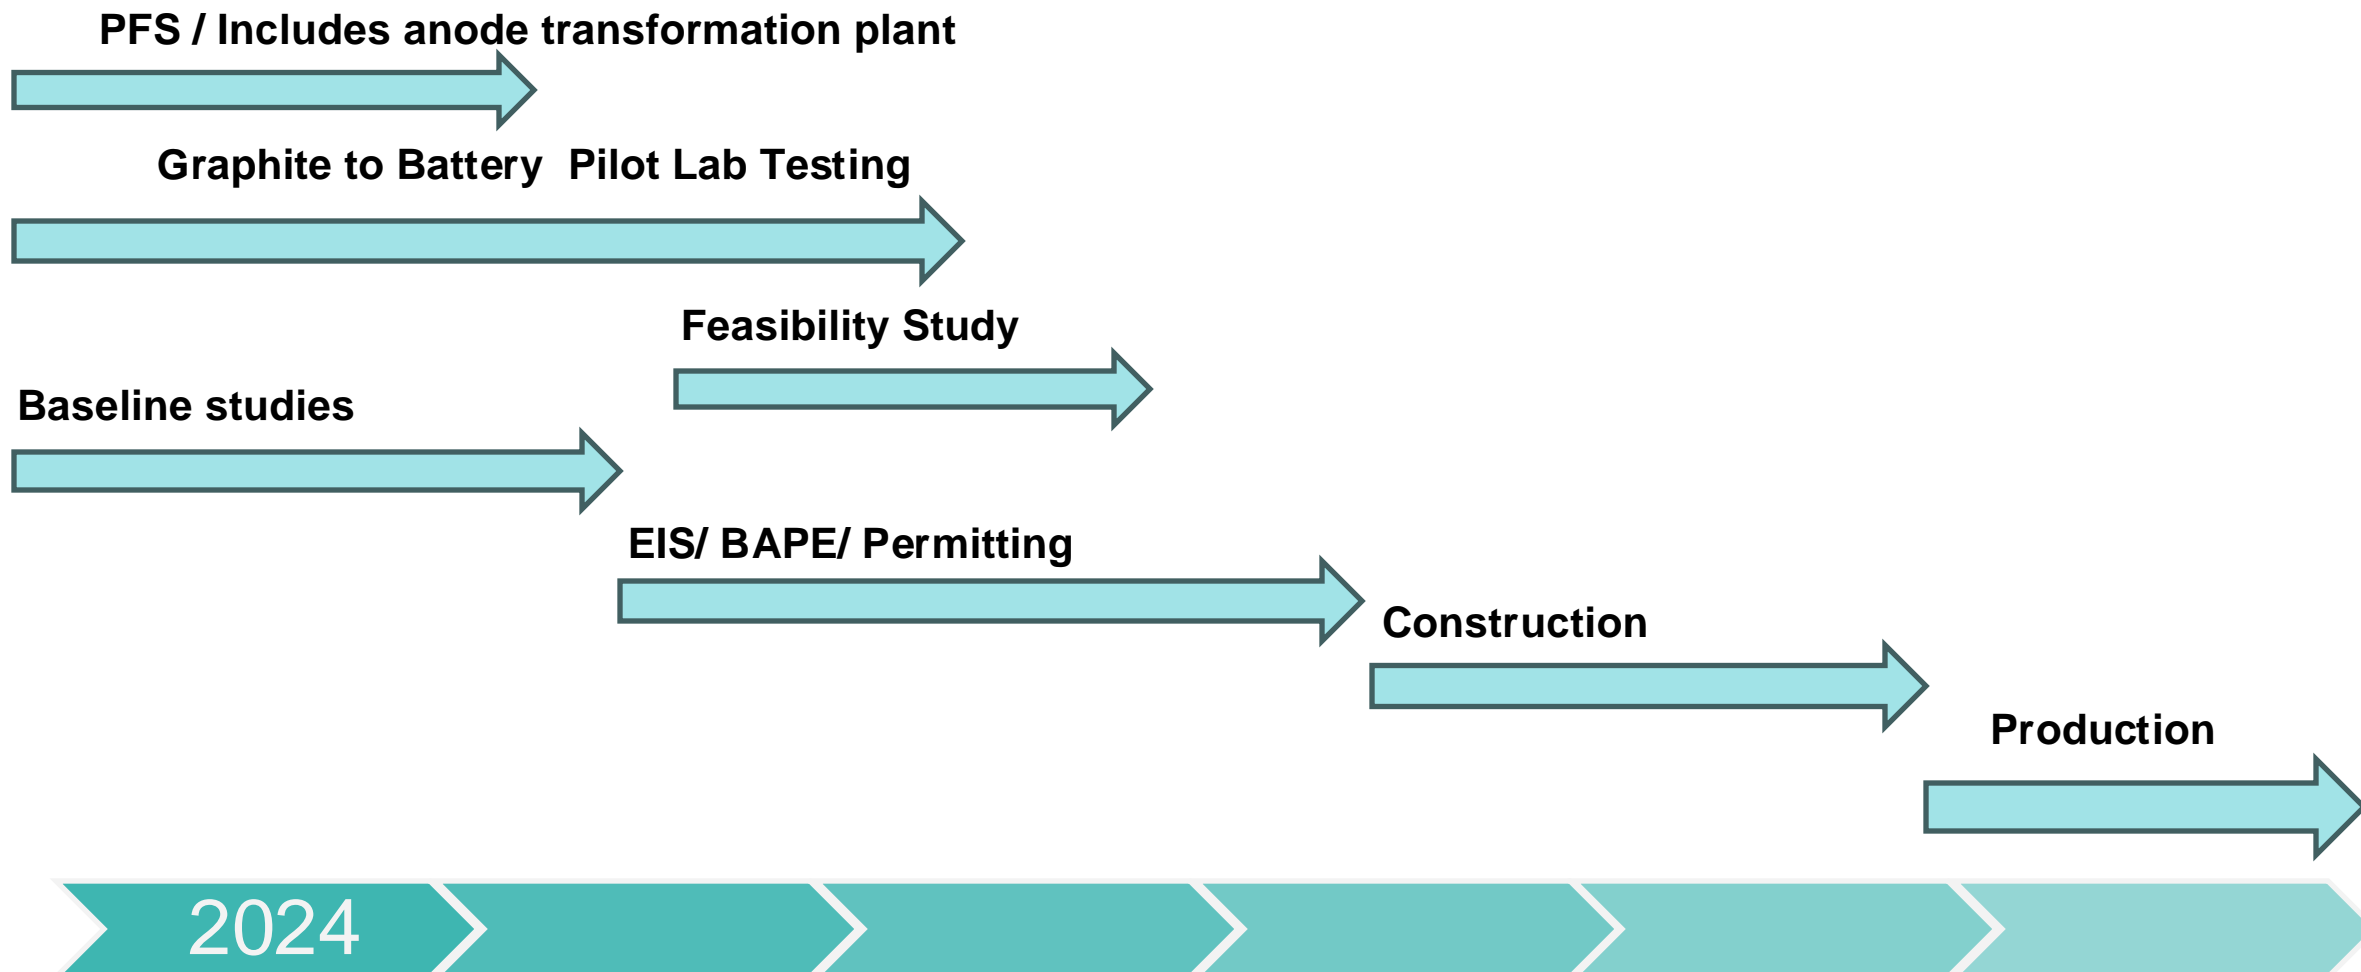 PFS / Includes anode transformation plant
Graphite to Battery  Pilot Lab Testing
Feasibility Study
Baseline studies
EIS/ BAPE/ Permitting
Construction
Production
2024